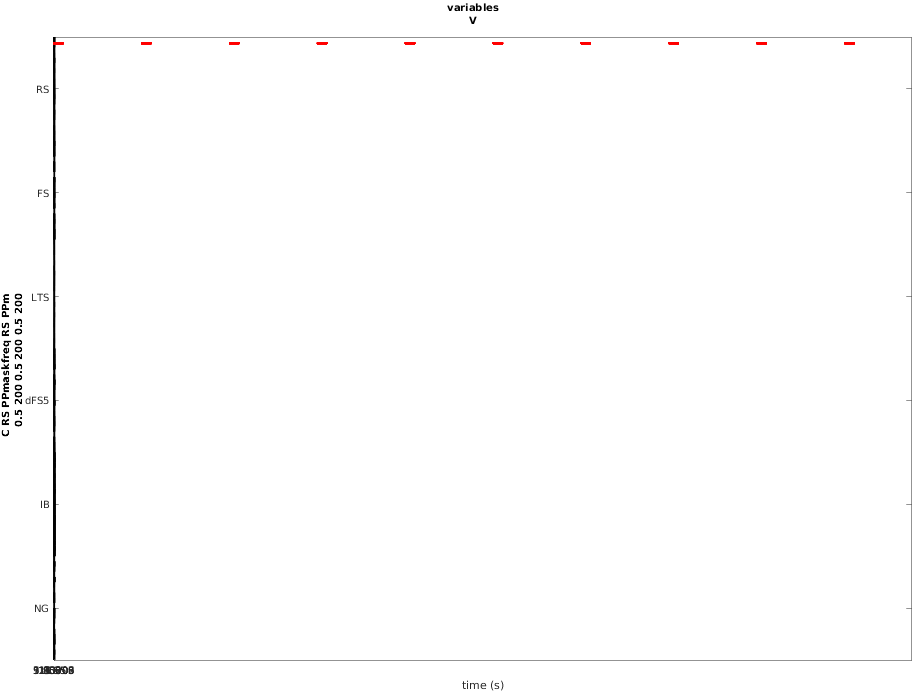 variables
V
RS
FS
LTS
dFS5
IB
NG
C RS PPmaskfreq RS PPm
0.5 200 0.5 200 0.5 200
time (s)